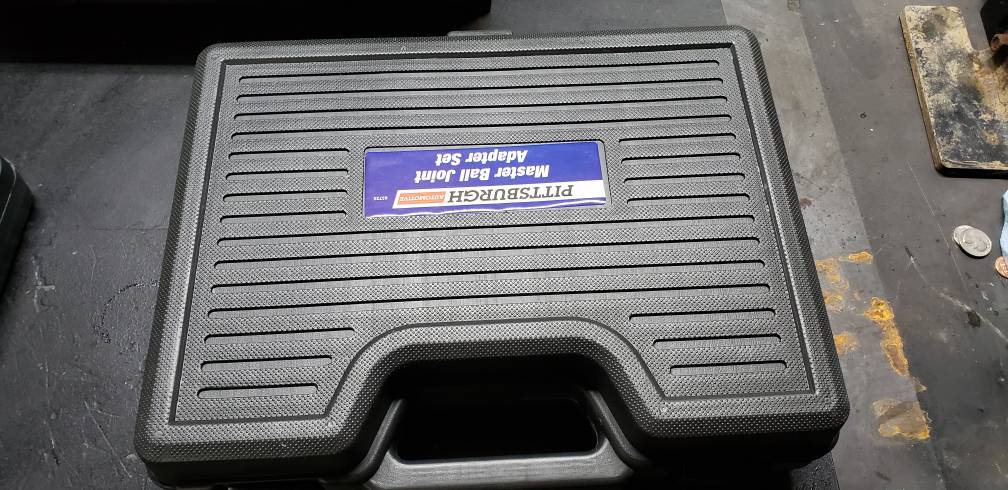 PITTSBURGH
AUTOMOTIVE
Master Ball Joint
Adapter Set